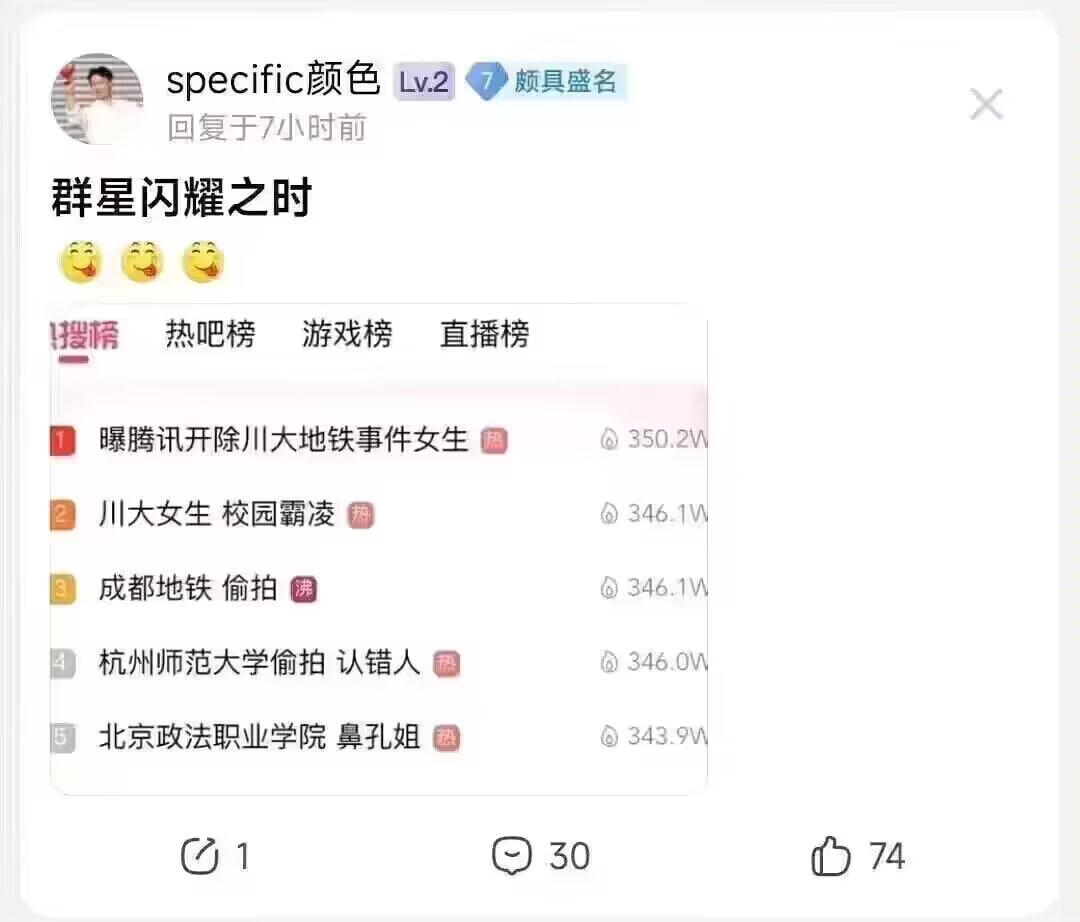 specific颜色 Lv.2 7 颇具盛名
回复于7小时前
群星闪耀之时
搜榜 热吧榜 游戏榜 直播榜
1 曝腾讯开除川大地铁事件女生 热 350.2W
2 川大女生 校园霸凌 热 346.1W
3 成都地铁 偷拍 沸 346.1W
4 杭州师范大学偷拍 认错人 热 346.0W
5 北京政法职业学院 鼻孔姐 热 343.9W
1 30 74